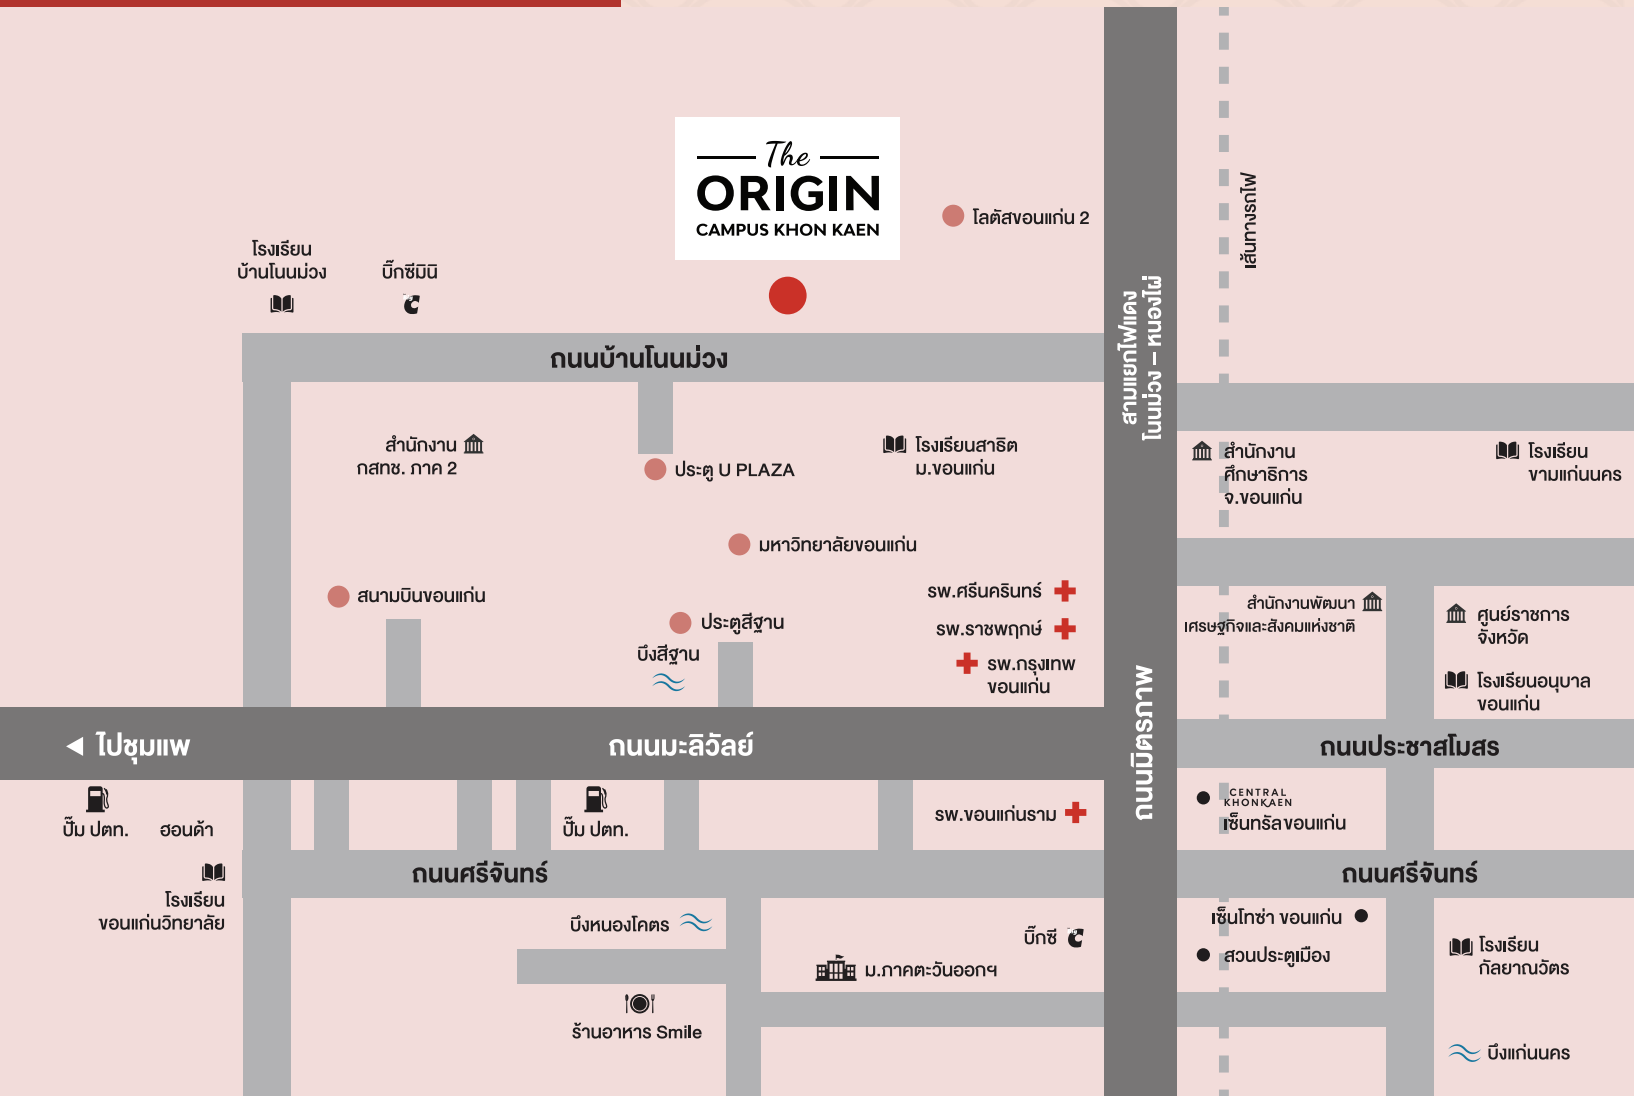 The
ORIGIN
CAMPUS KHON KAEN
โลตัสขอนแก่น 2
เส้นทางรถไฟ
โรงเรียน
บ้านโนนม่วง
บิ๊กซีมินิ
สามแยกไฟแดง
โนนม่วง – หนองไผ่
ถนนบ้านโนนม่วง
สำนักงาน
กสทช. ภาค 2
ประตู U PLAZA
โรงเรียนสาธิต
ม.ขอนแก่น
สำนักงาน
ศึกษาธิการ
จ.ขอนแก่น
โรงเรียน
ขามแก่นนคร
มหาวิทยาลัยขอนแก่น
สนามบินขอนแก่น
ประตูสีฐาน
บึงสีฐาน
รพ.ศรีนครินทร์
รพ.ราชพฤกษ์
รพ.กรุงเทพ
ขอนแก่น
สำนักงานพัฒนา
เศรษฐกิจและสังคมแห่งชาติ
ศูนย์ราชการ
จังหวัด
โรงเรียนอนุบาล
ขอนแก่น
ไปชุมแพ
ถนนมะลิวัลย์
ถนนมิตรภาพ
ถนนประชาสโมสร
ปั๊ม ปตท.
ฮอนด้า
ปั๊ม ปตท.
รพ.ขอนแก่นราม
CENTRAL
KHONKAEN
เซ็นทรัลขอนแก่น
โรงเรียน
ขอนแก่นวิทยาลัย
ถนนศรีจันทร์
ถนนศรีจันทร์
บึงหนองโคตร
บิ๊กซี
ม.ภาคตะวันออกฯ
เซ็นโทซ่า ขอนแก่น
สวนประตูเมือง
โรงเรียน
กัลยาณวัตร
ร้านอาหาร Smile
บึงแก่นนคร